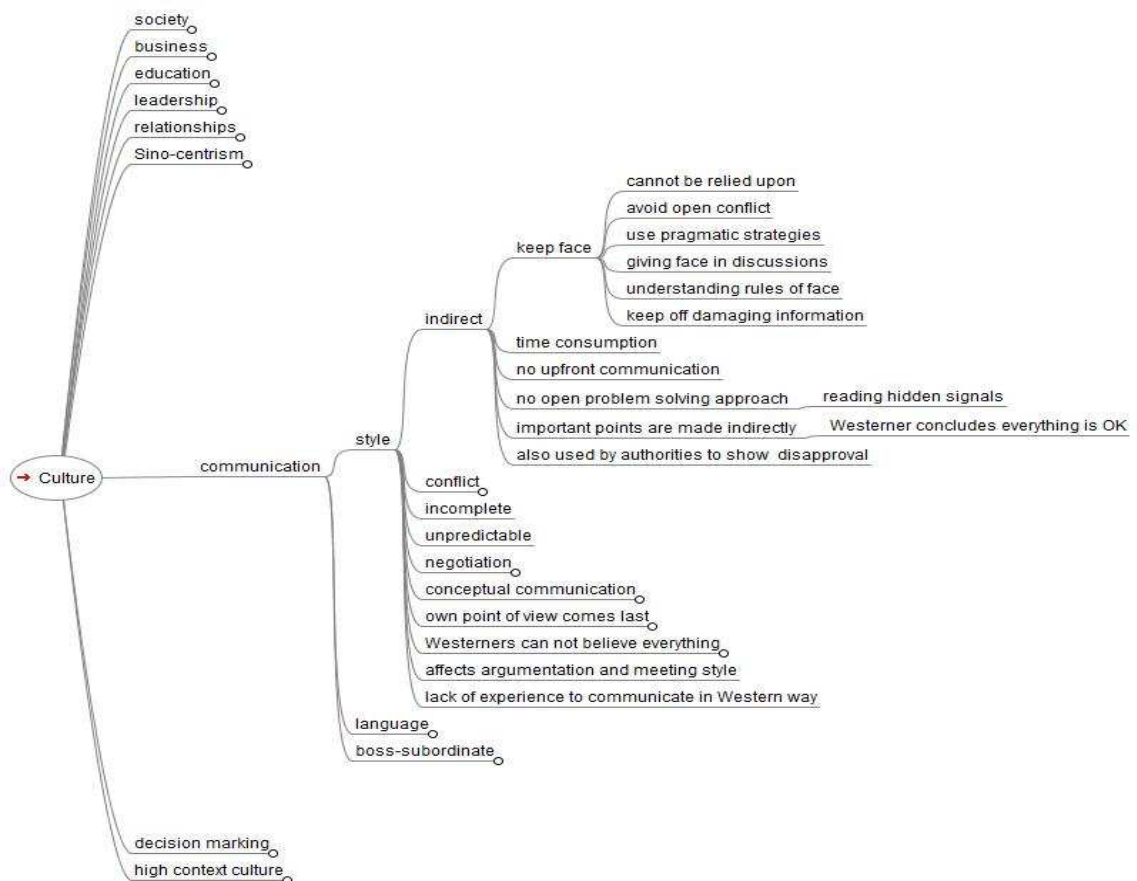 society
business
education
leadership
relationships
Sino-centrism
cannot be relied upon
avoid open conflict
use pragmatic strategies
keep face
giving face in discussions
understanding rules of face
indirect
keep off damaging information
time consumption
no upfront communication
no open problem solving approach
reading hidden signals
important points are made indirectly
Westerner concludes everything is OK
style
also used by authorities to show disapproval
communication
Culture
conflict
incomplete
unpredictable
negotiation
conceptual communication
own point of view comes last
Westerners can not believe everything
affects argumentation and meeting style
lack of experience to communicate in Western way
language
boss-subordinate
decision marking
high context culture